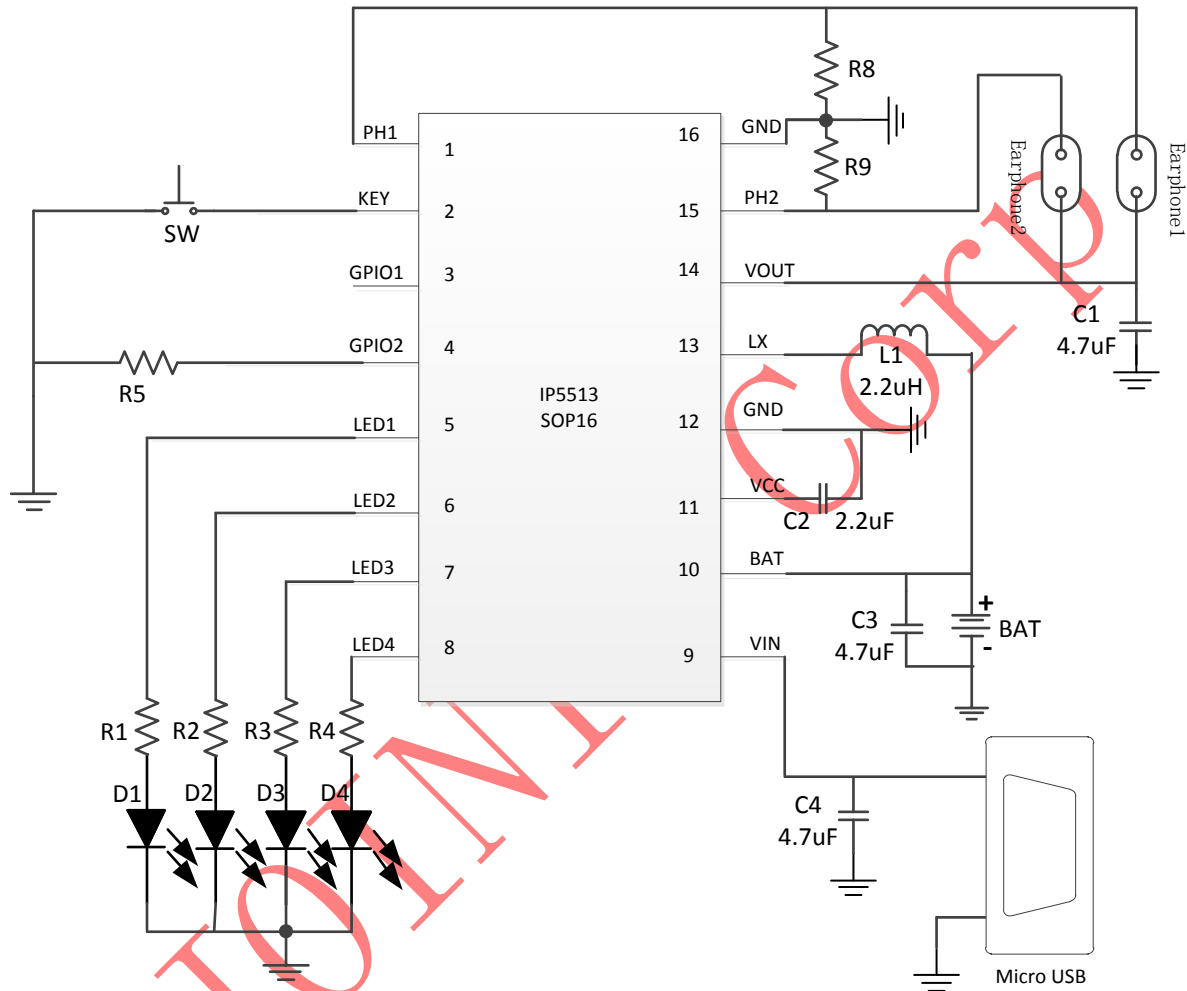 PH1
1
KEY
2
SW
GPIO1
3
GPIO2
4
R5
LED1
5
LED2
6
LED3
7
LED4
8
IP5513
SOP16
16
GND
15
PH2
14
VOUT
13
LX
12
GND
11
VCC
10
BAT
9
VIN
R8
R9
Earphone2
Earphone1
C1
4.7uF
L1
2.2uH
C2
2.2uF
C3
4.7uF
+
BAT
-
C4
4.7uF
Micro USB
R1
R2
R3
R4
D1
D2
D3
D4
Corp